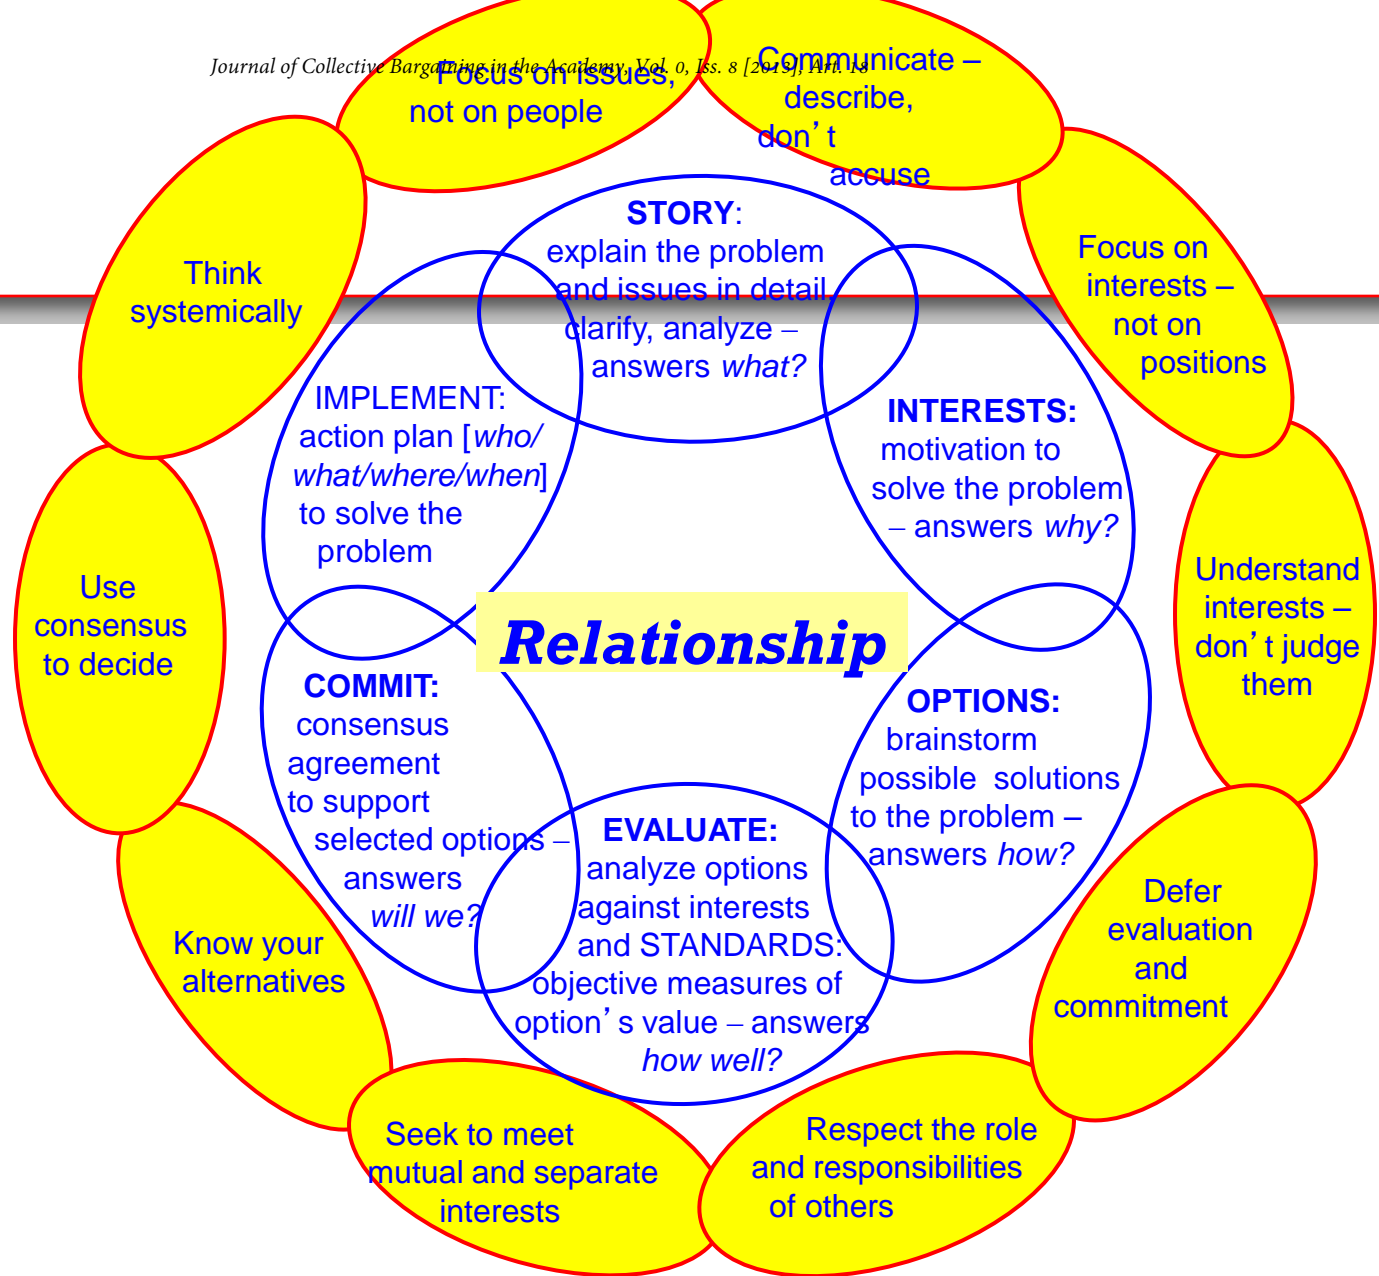 Journal of Collective Bargaining in the Academy, Vol. 0, Iss. 8 [2013], Art. 18
Focus on issues,
not on people
Communicate –
describe,
don’t
accuse
Think
systemically
STORY:
explain the problem
and issues in detail,
clarify, analyze –
answers what?
Focus on
interests –
not on
positions
IMPLEMENT:
action plan [who/
what/where/when]
to solve the
problem
INTERESTS:
motivation to
solve the problem
– answers why?
Use
consensus
to decide
Relationship
Understand
interests –
don’t judge
them
COMMIT:
consensus
agreement
to support
selected options –
answers
will we?
OPTIONS:
brainstorm
possible solutions
to the problem –
answers how?
EVALUATE:
analyze options
against interests
and STANDARDS:
objective measures of
option’s value – answers
how well?
Know your
alternatives
Defer
evaluation
and
commitment
Seek to meet
mutual and separate
interests
Respect the role
and responsibilities
of others